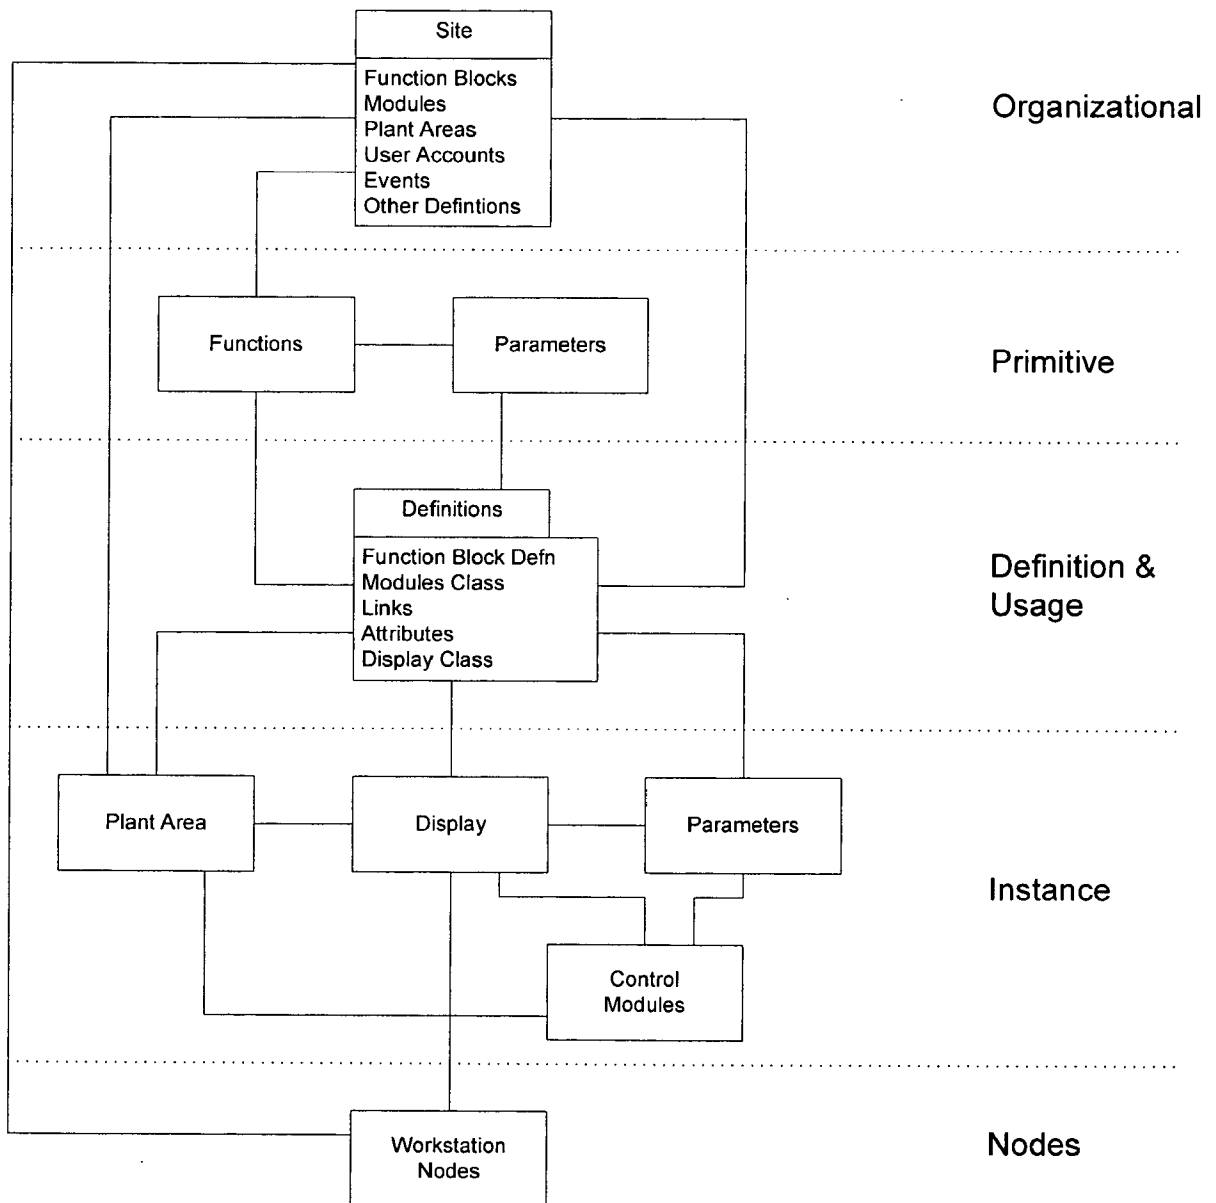 Site
Function Blocks
Modules
Plant Areas
User Accounts
Events
Other Defintions
Organizational
Functions
Parameters
Primitive
Definitions
Function Block Defn
Modules Class
Links
Attributes
Display Class
Definition &
Usage
Plant Area
Display
Parameters
Instance
Control
Modules
Workstation
Nodes
Nodes